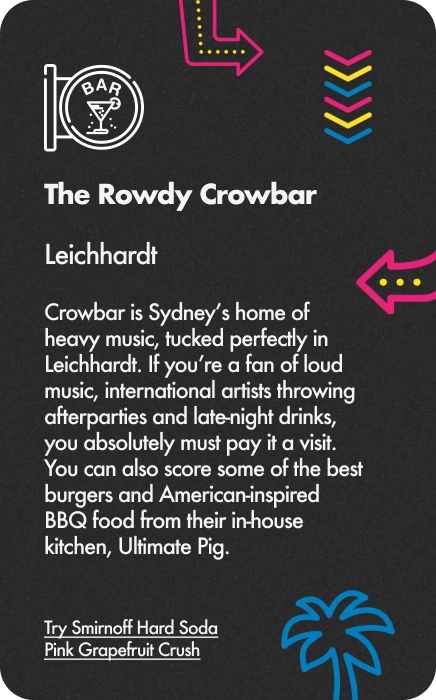 BAR
The Rowdy Crowbar
Leichhardt
Crowbar is Sydney’s home of
heavy music, tucked perfectly in
Leichhardt. If you’re a fan of loud
music, international artists throwing
afterparties and late-night drinks,
you absolutely must pay it a visit.
You can also score some of the best
burgers and American-inspired
BBQ food from their in-house
kitchen, Ultimate Pig.
Try Smirnoff Hard Soda
Pink Grapefruit Crush